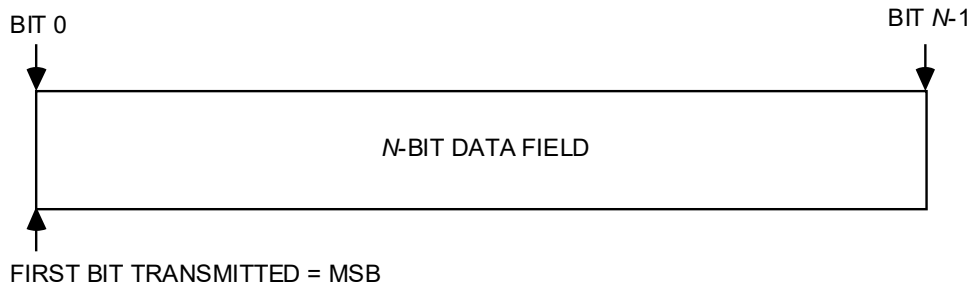 BIT 0
BIT N-1
N-BIT DATA FIELD
FIRST BIT TRANSMITTED = MSB